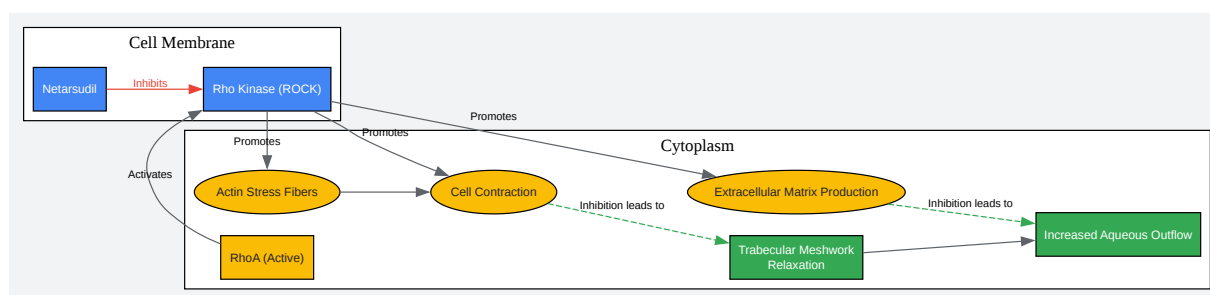 Cell Membrane
Netarsudil
Inhibits
Rho Kinase (ROCK)
Promotes
Promotes
Promotes
Cytoplasm
Activates
Actin Stress Fibers
Cell Contraction
Extracellular Matrix Production
Inhibition leads to
Inhibition leads to
RhoA (Active)
Trabecular Meshwork
Relaxation
Increased Aqueous Outflow